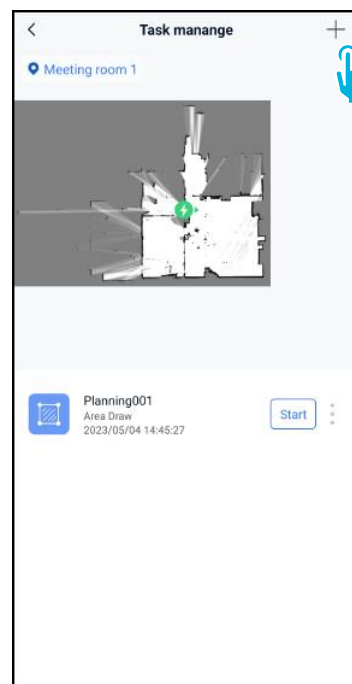 Task manange
Meeting room 1
Planning001
Area Draw
2023/05/04 14:45:27
Start